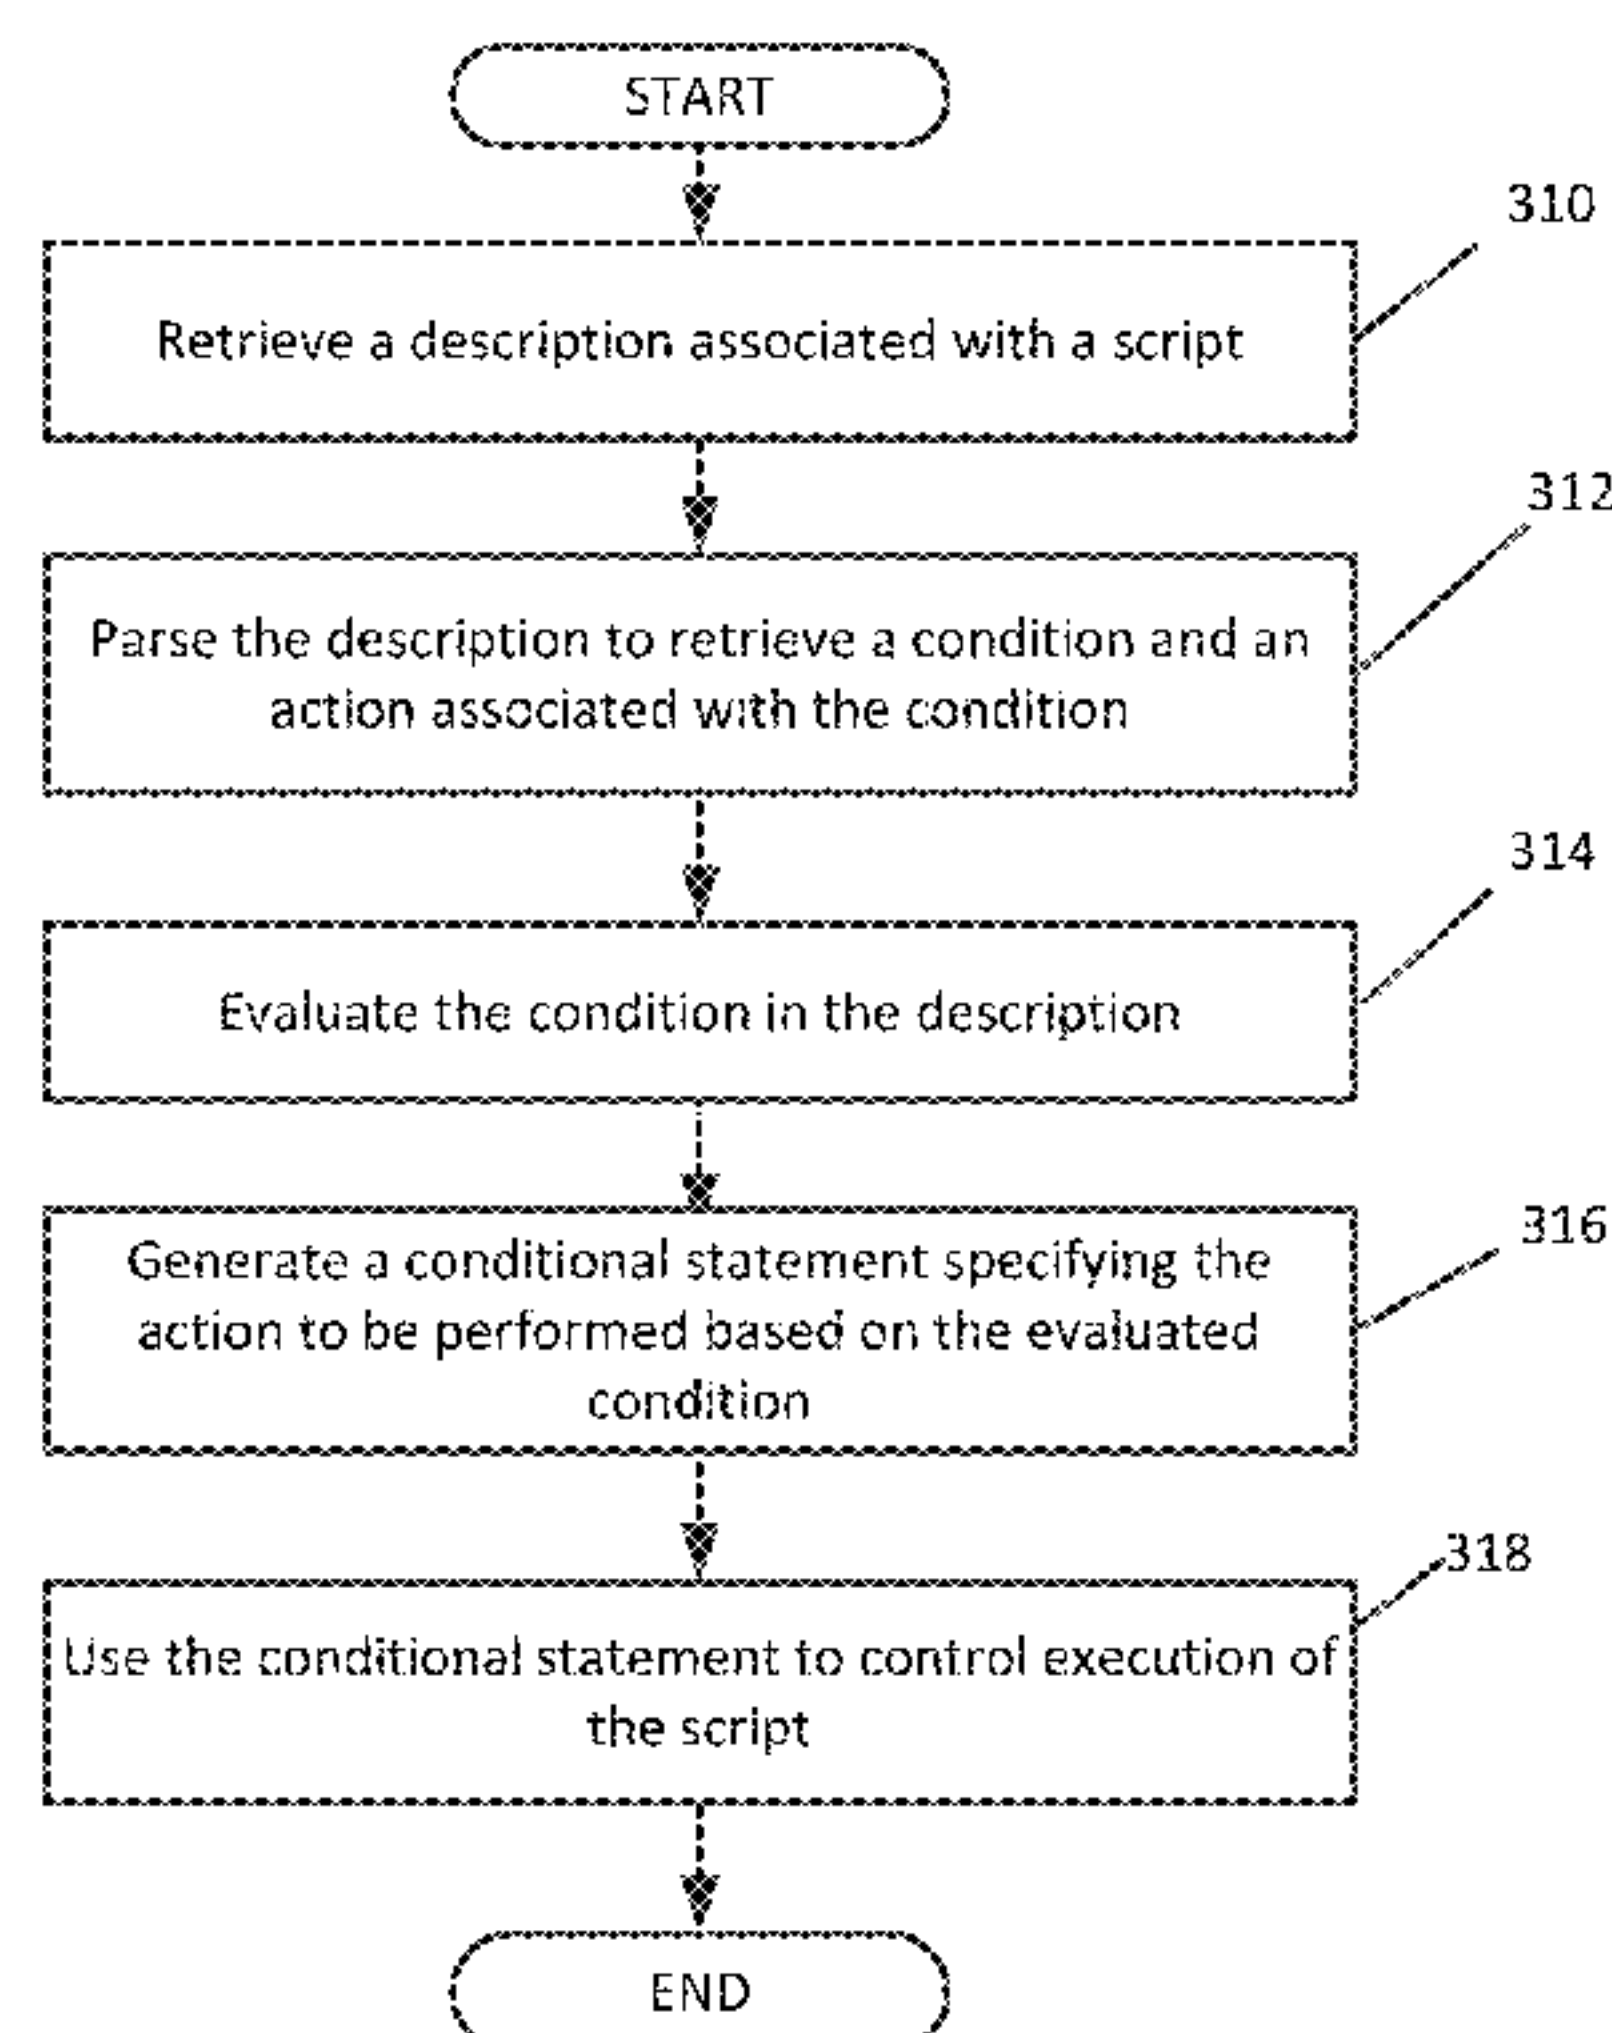 START
310
Retrieve a description associated with a script
312
Parse the description to retrieve a condition and an
action associated with the condition
314
Evaluate the condition in the description
316
Generate a conditional statement specifying the
action to be performed based on the evaluated
condition
318
Use the conditional statement to control execution of
the script
END